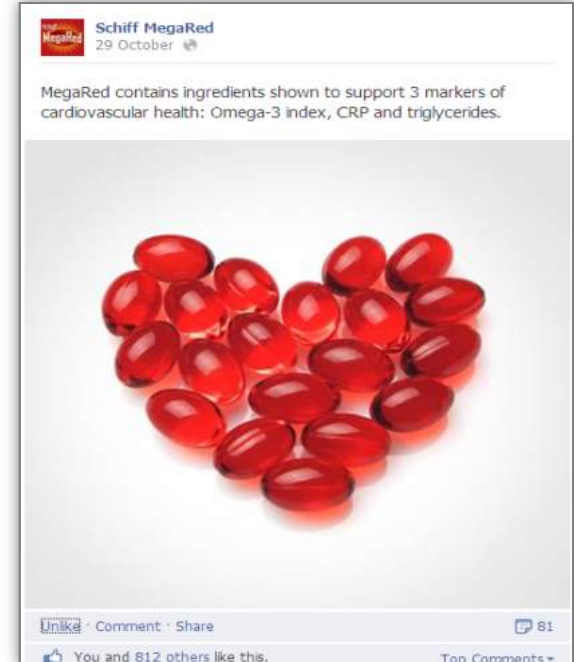 Schiff MegaRed
29 October
MegaRed contains ingredients shown to support 3 markers of
cardiovascular health: Omega-3 index, CRP and triglycerides.
Unlike · Comment · Share
81
You and 812 others like this.
Top Comments